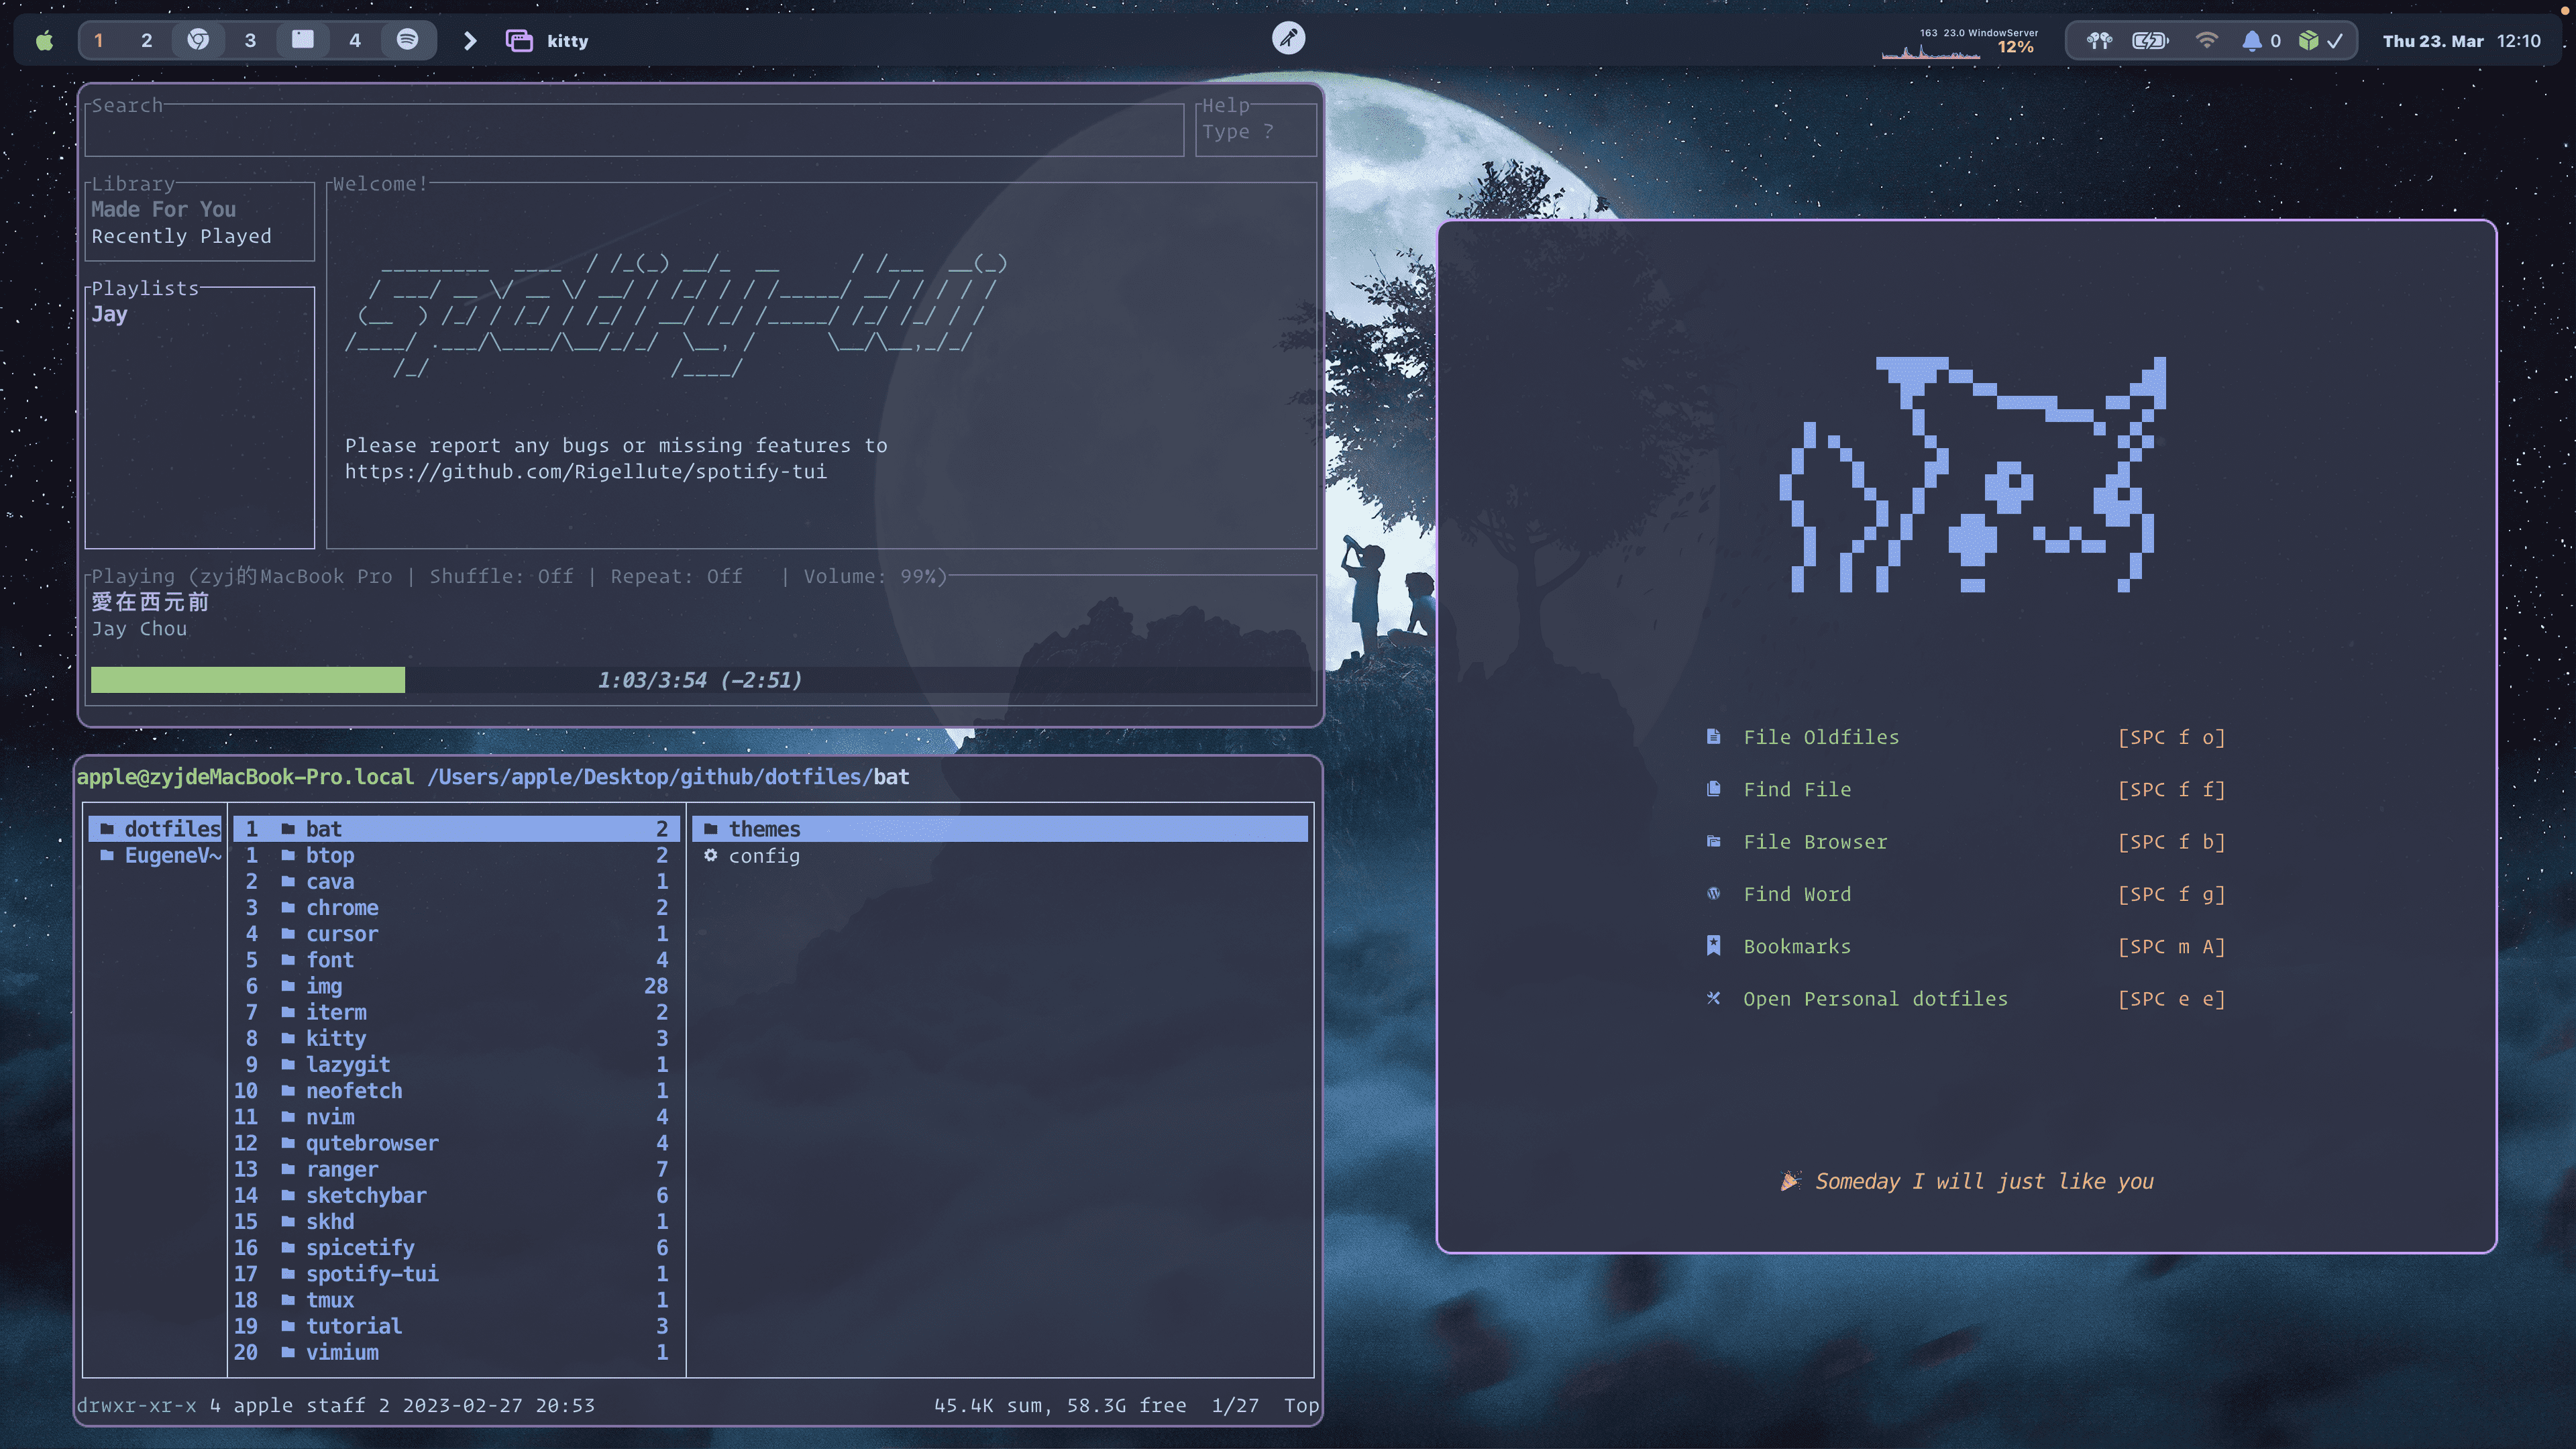 1 2 3 4 kitty
163 23.0 WindowServer
12%
0
Thu 23. Mar 12:10
Search
Help
Type ?
Library
Made For You
Recently Played
Playlists
Jay
Welcome!
spotify-tui
Please report any bugs or missing features to
https://github.com/Rigellute/spotify-tui
Playing (zyj的MacBook Pro | Shuffle: Off | Repeat: Off | Volume: 99%)
愛在西元前
Jay Chou
1:03/3:54 (-2:51)
apple@zyjdeMacBook-Pro.local /Users/apple/Desktop/github/dotfiles/bat
dotfiles
EugeneV~
1 bat 2
1 btop 2
2 cava 1
3 chrome 2
4 cursor 1
5 font 4
6 img 28
7 iterm 2
8 kitty 3
9 lazygit 1
10 neofetch 1
11 nvim 4
12 qutebrowser 4
13 ranger 7
14 sketchybar 6
15 skhd 1
16 spicetify 6
17 spotify-tui 1
18 tmux 1
19 tutorial 3
20 vimium 1
themes
config
drwxr-xr-x 4 apple staff 2 2023-02-27 20:53 45.4K sum, 58.3G free 1/27 Top
File Oldfiles [SPC f o]
Find File [SPC f f]
File Browser [SPC f b]
Find Word [SPC f g]
Bookmarks [SPC m A]
Open Personal dotfiles [SPC e e]
🎉 Someday I will just like you